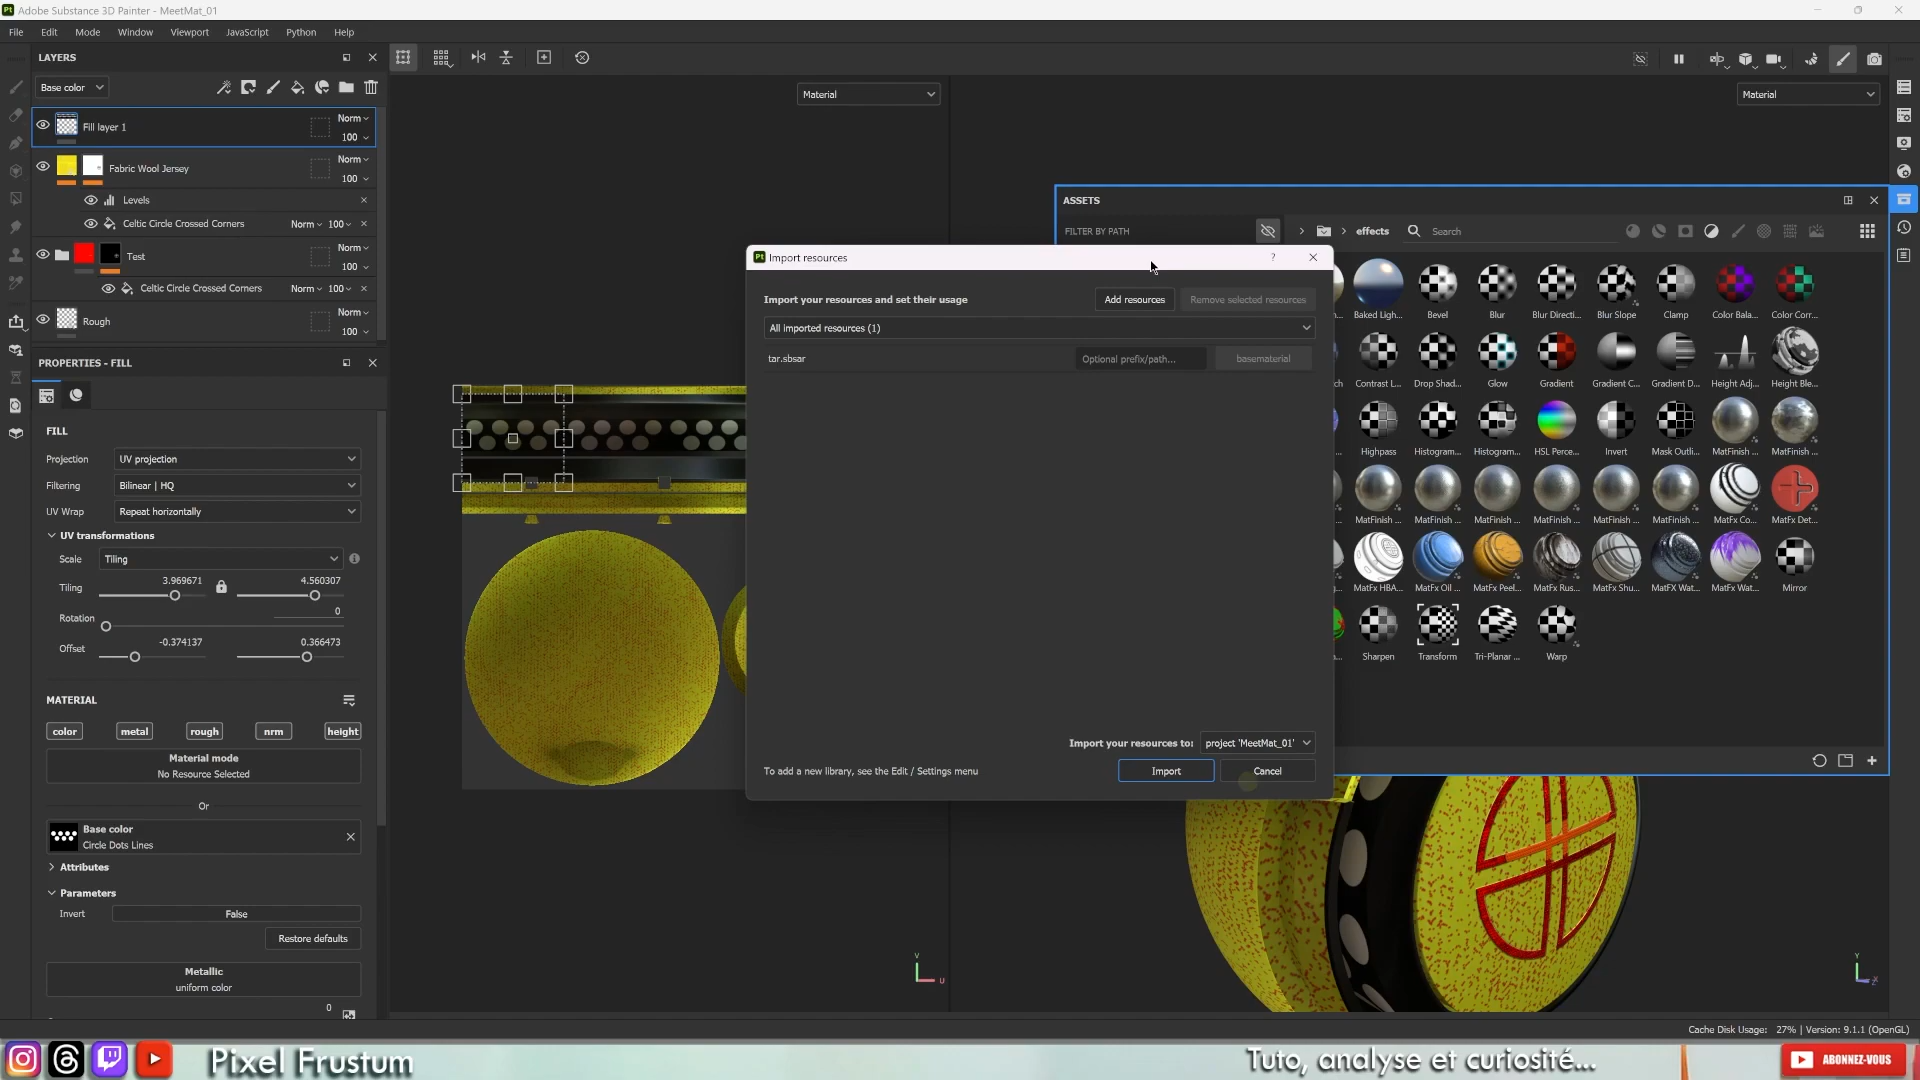 Adobe Substance 3D Painter - MeetMat_01
File Edit Mode Window Viewport JavaScript Python Help
LAYERS
Base color
Material
Material
Fill layer 1
Norm
100
Fabric Wool Jersey
Norm
100
Levels
Celtic Circle Crossed Corners
Norm 100
Test
Norm
100
Celtic Circle Crossed Corners
Norm 100
Rough
Norm
100
PROPERTIES - FILL
FILL
Projection
UV projection
Filtering
Bilinear | HQ
UV Wrap
Repeat horizontally
UV transformations
Scale
Tiling
Tiling
3.969671
4.560307
Rotation
0
Offset
-0.374137
0.366473
MATERIAL
color
metal
rough
nrm
height
Material mode
No Resource Selected
Or
Base color
Circle Dots Lines
Attributes
Parameters
Invert
False
Restore defaults
Metallic
uniform color
0
V
U
Import resources
?
Import your resources and set their usage
Add resources
Remove selected resources
All imported resources (1)
tar.sbsar
Optional prefix/path...
basematerial
Import your resources to:
project 'MeetMat_01'
To add a new library, see the Edit / Settings menu
Import
Cancel
ASSETS
FILTER BY PATH
effects
Search
Baked Ligh... Bevel Blur Blur Directi... Blur Slope Clamp Color Bala... Color Corr...
Contrast L... Drop Shad... Glow Gradient Gradient C... Gradient D... Height Adj... Height Ble...
Highpass Histogram... Histogram... HSL Perce... Invert Mask Outli... MatFinish ... MatFinish ...
MatFinish ... MatFinish ... MatFinish ... MatFinish ... MatFinish ... MatFinish ... MatFx Co... MatFx Det...
MatFx HBA... MatFx Oil ... MatFx Peel... MatFx Rus... MatFx Shu... MatFx Wat... MatFx Wat... Mirror
Sharpen Transform Tri-Planar ... Warp
Y
Z
Cache Disk Usage: 27% | Version: 9.1.1 (OpenGL)
Pixel Frustum
Tuto, analyse et curiosité...
ABONNEZ-VOUS